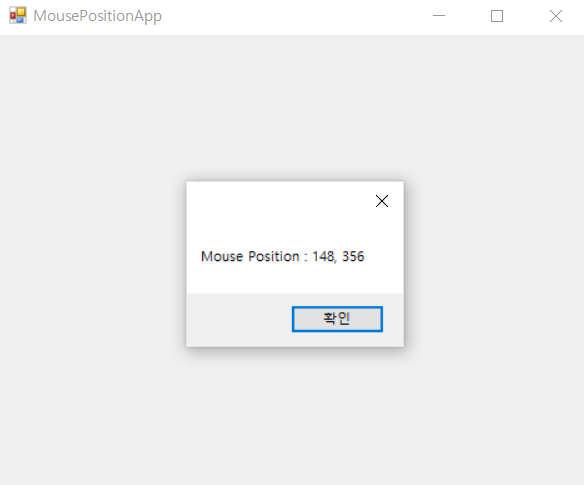 MousePositionApp
Mouse Position : 148, 356
확인